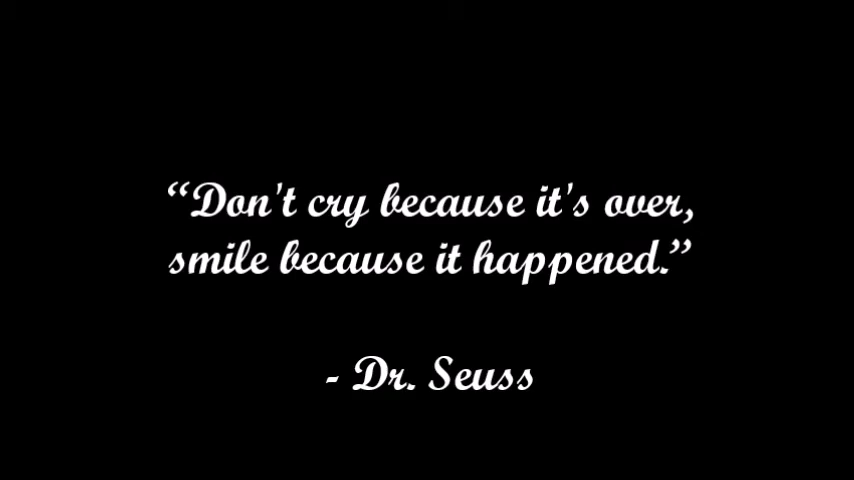 “Don't cry because it's over,
smile because it happened.”
- Dr. Seuss